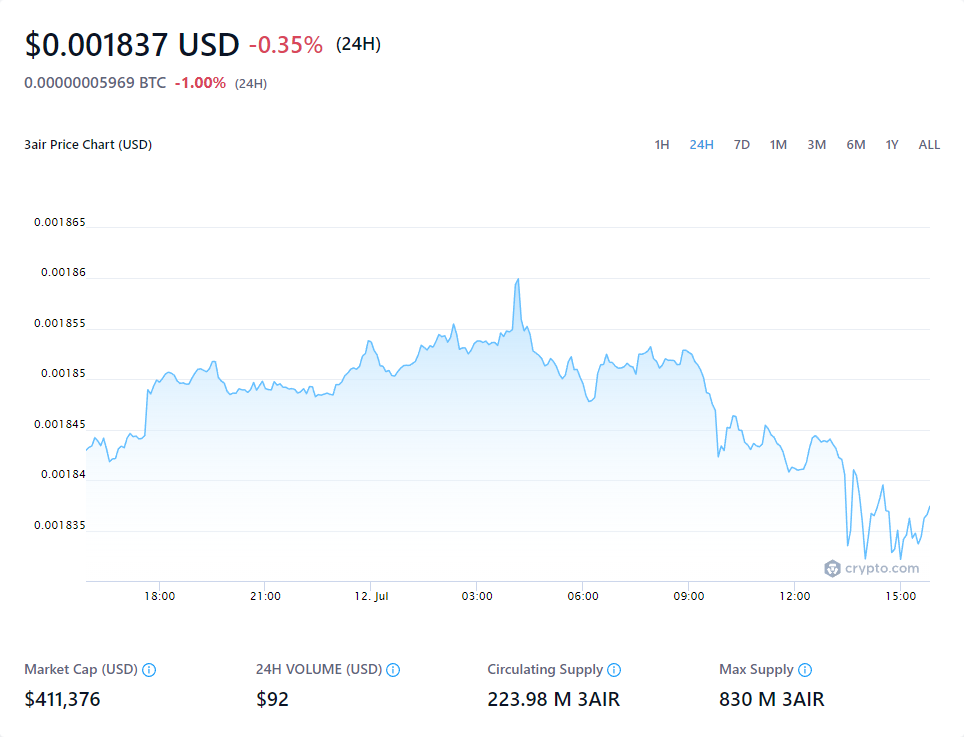 $0.001837 USD -0.35% (24H)
0.00000005969 BTC -1.00% (24H)
3air Price Chart (USD) 1H 24H 7D 1M 3M 6M 1Y ALL
0.001865
0.00186
0.001855
0.00185
0.001845
0.00184
0.001835
crypto.com
18:00 21:00 12. Jul 03:00 06:00 09:00 12:00 15:00
Market Cap (USD) 24H VOLUME (USD) Circulating Supply Max Supply
$411,376 $92 223.98 M 3AIR 830 M 3AIR